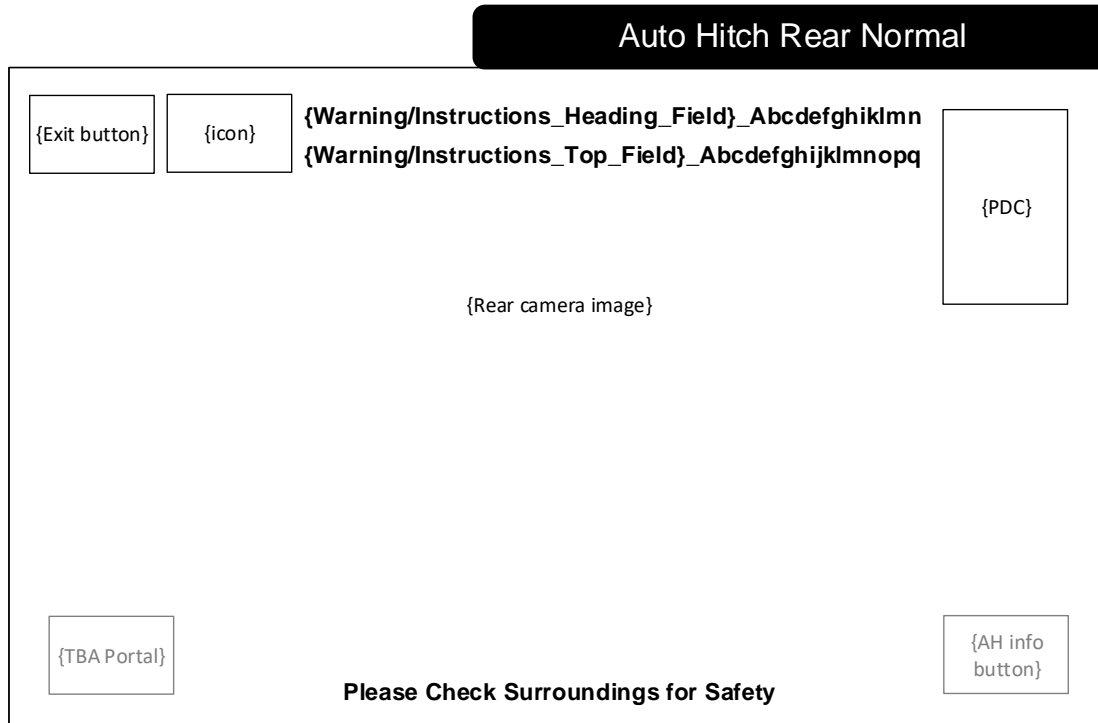 Auto Hitch Rear Normal
{Exit button}
{icon}
{Warning/Instructions_Heading_Field}_Abcdefghiklmn
{Warning/Instructions_Top_Field}_Abcdefghijklmnopq
{PDC}
{Rear camera image}
{TBA Portal}
{AH info
button}
Please Check Surroundings for Safety